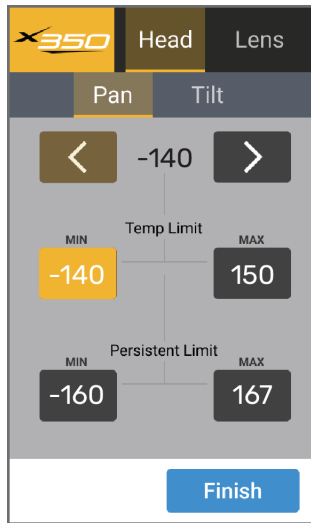 x350 Head Lens
Pan Tilt
-140
Temp Limit
MIN MAX
-140 150
Persistent Limit
MIN MAX
-160 167
Finish